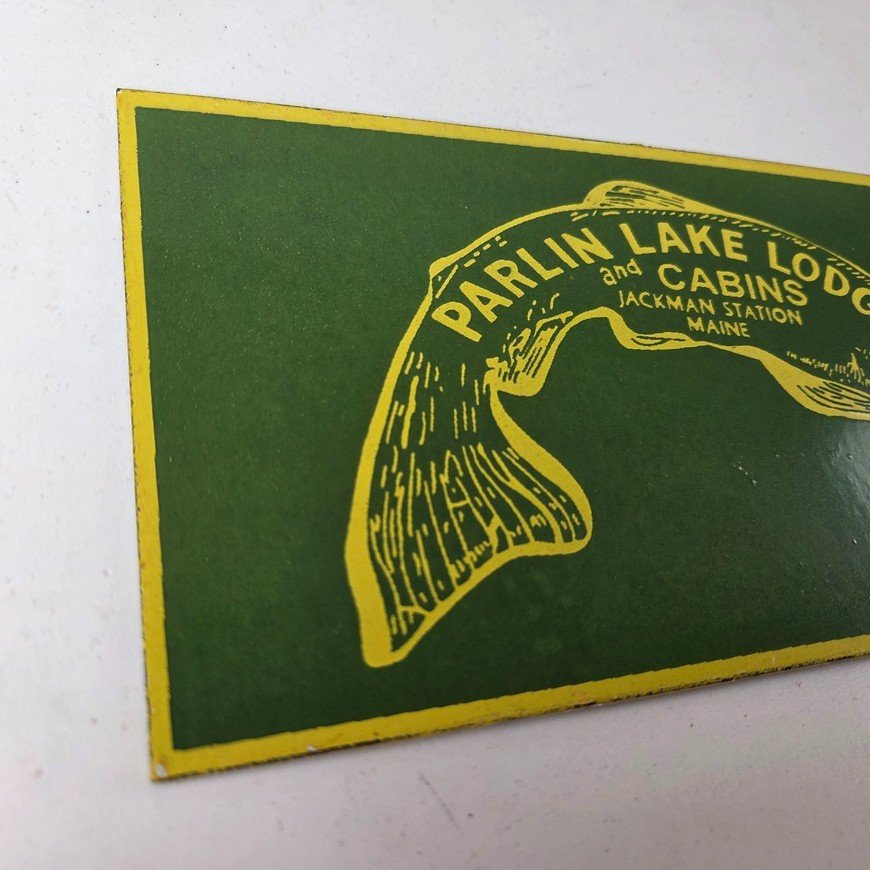 PARLIN LAKE LODG
and CABINS
JACKMAN STATION
MAINE